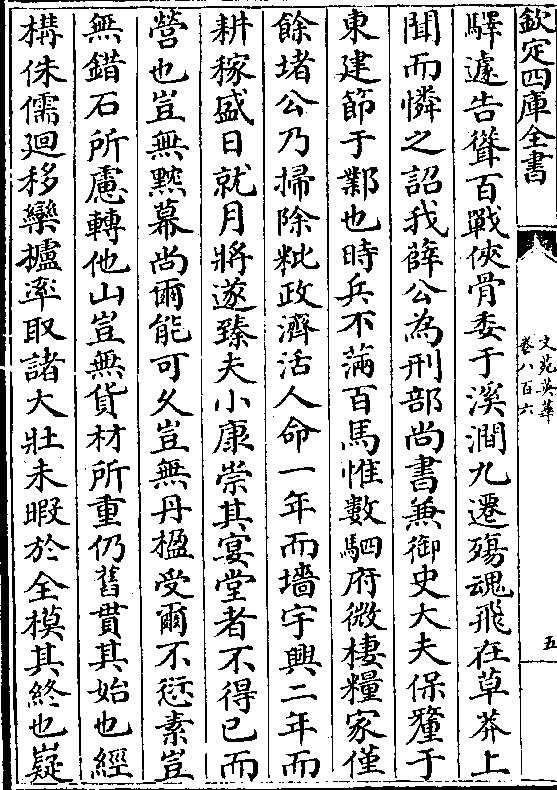 欽定四庫全書
文苑英華
卷八百六
五
驛遽告聳百戰俠骨委于溪澗九遷殤魂飛在草莽上
聞而憐之詔我薛公為刑部尚書兼御史大夫保釐于
東建節于鄴也時兵不滿百馬惟數駟府微棲糧家僅
餘堵公乃掃除粃政濟活人命一年而墻宇興二年而
耕稼盛日就月將遂臻夫小康崇其宴堂者不得已而
營也豈無㸃幕尚爾能可乆豈無丹楹受爾不愆素豈
無錯石所慮轉他山豈無貨材所重仍舊貫其始也經
構侏儒廻移欒攎率取諸大壯未暇於全模其終也嶷